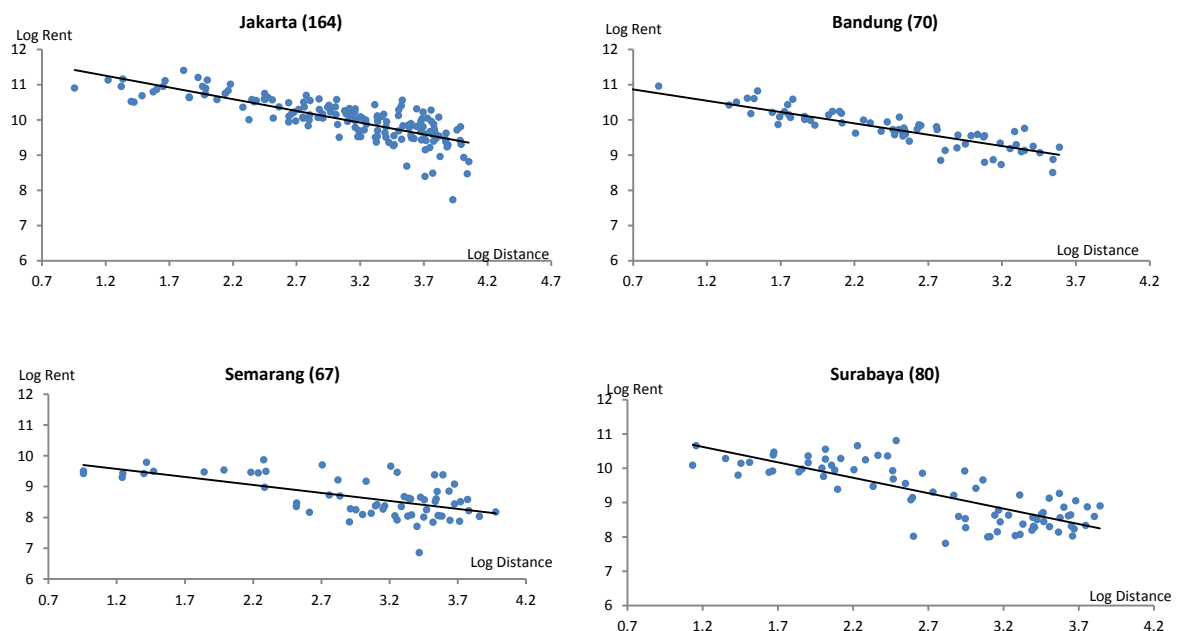 Jakarta (164)
Log Rent
12
11
10
9
8
7
6
Log Distance
0.7 1.2 1.7 2.2 2.7 3.2 3.7 4.2 4.7
Bandung (70)
Log Rent
12
11
10
9
8
7
6
Log Distance
0.7 1.2 1.7 2.2 2.7 3.2 3.7 4.2
Semarang (67)
Log Rent
12
11
10
9
8
7
6
Log Distance
0.7 1.2 1.7 2.2 2.7 3.2 3.7 4.2
Surabaya (80)
Log Rent
12
11
10
9
8
7
6
Log Distance
0.7 1.2 1.7 2.2 2.7 3.2 3.7 4.2